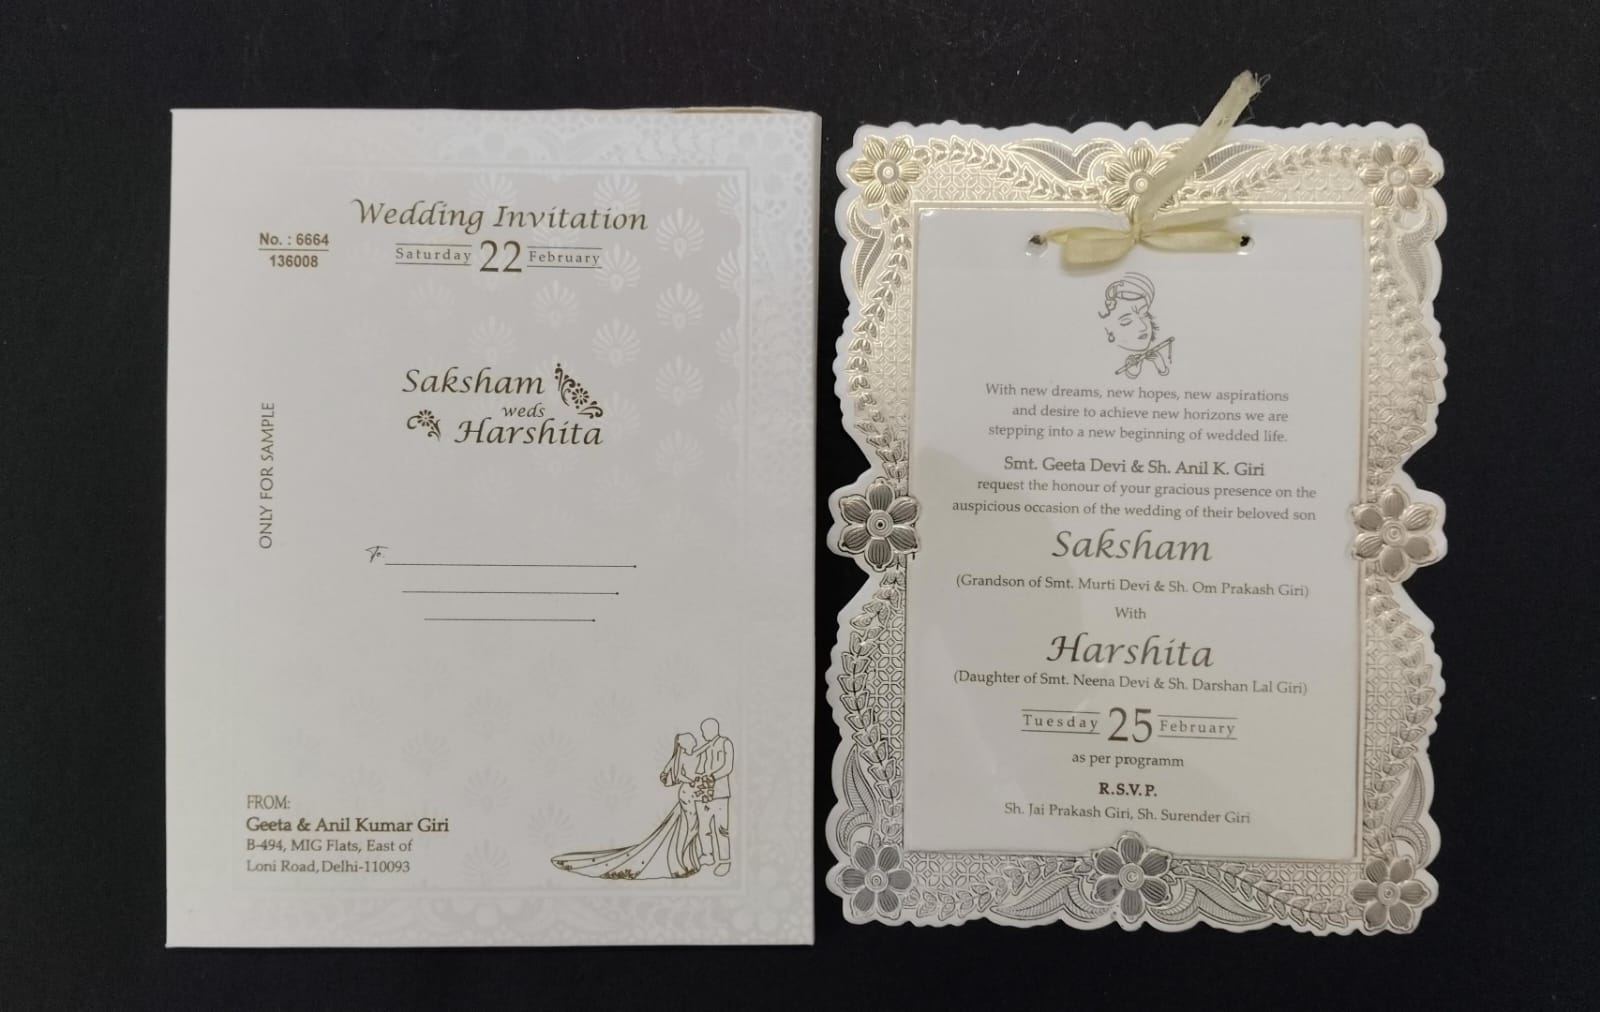 Wedding Invitation
No. : 6664
136008
Saturday 22 February
Saksham
weds
Harshita
ONLY FOR SAMPLE
To.
FROM:
Geeta & Anil Kumar Giri
B-494, MIG Flats, East of
Loni Road, Delhi-110093
With new dreams, new hopes, new aspirations
and desire to achieve new horizons we are
stepping into a new beginning of wedded life.
Smt. Geeta Devi & Sh. Anil K. Giri
request the honour of your gracious presence on the
auspicious occasion of the wedding of their beloved son
Saksham
(Grandson of Smt. Murti Devi & Sh. Om Prakash Giri)
With
Harshita
(Daughter of Smt. Neena Devi & Sh. Darshan Lal Giri)
Tuesday 25 February
as per programm
R.S.V.P.
Sh. Jai Prakash Giri, Sh. Surender Giri